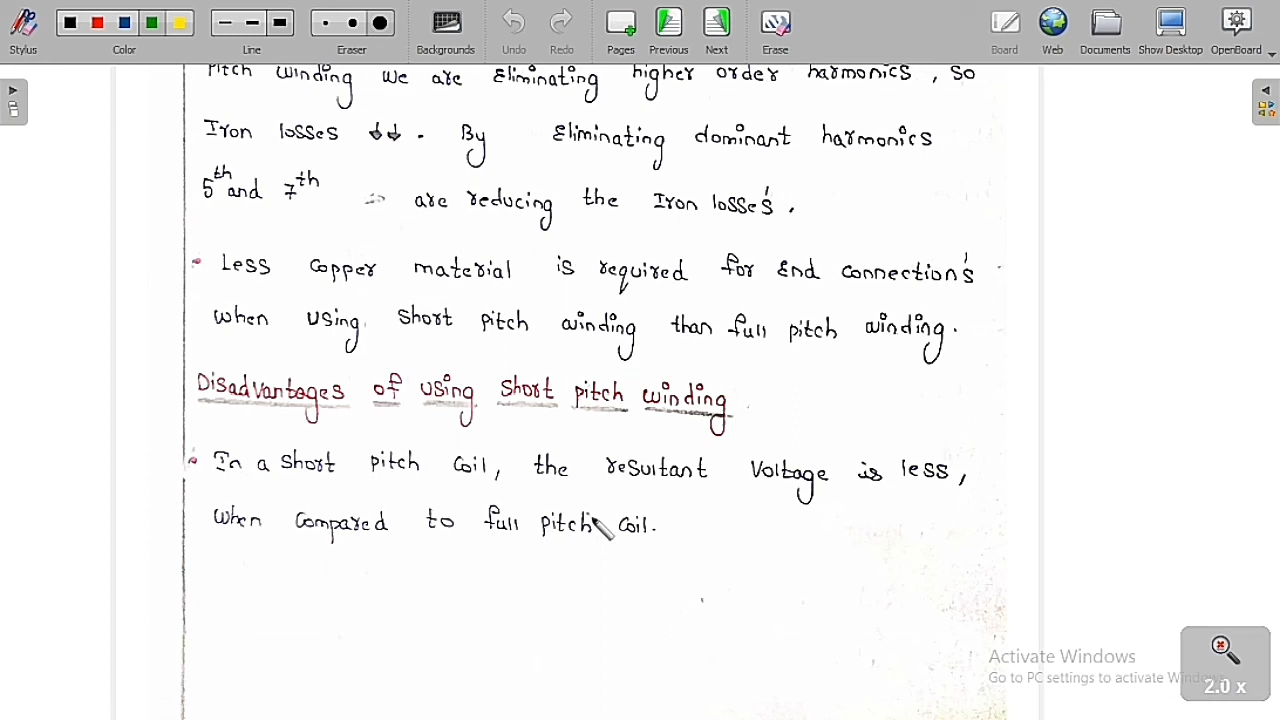 Stylus Color Line Eraser Backgrounds Undo Redo Pages Previous Next Erase Board Web Documents Show Desktop OpenBoard
Pitch winding we are Eliminating higher order harmonics, so
Iron losses ↓↓. By Eliminating dominant harmonics
5th and 7th are reducing the Iron losse's.
• Less copper material is required for End connection's
when using short pitch winding than full pitch winding.
Disadvantages of using short pitch winding
• In a short pitch coil, the resultant voltage is less,
when compared to full pitch coil.
Activate Windows
Go to PC settings to activate Windows.
2.0 x